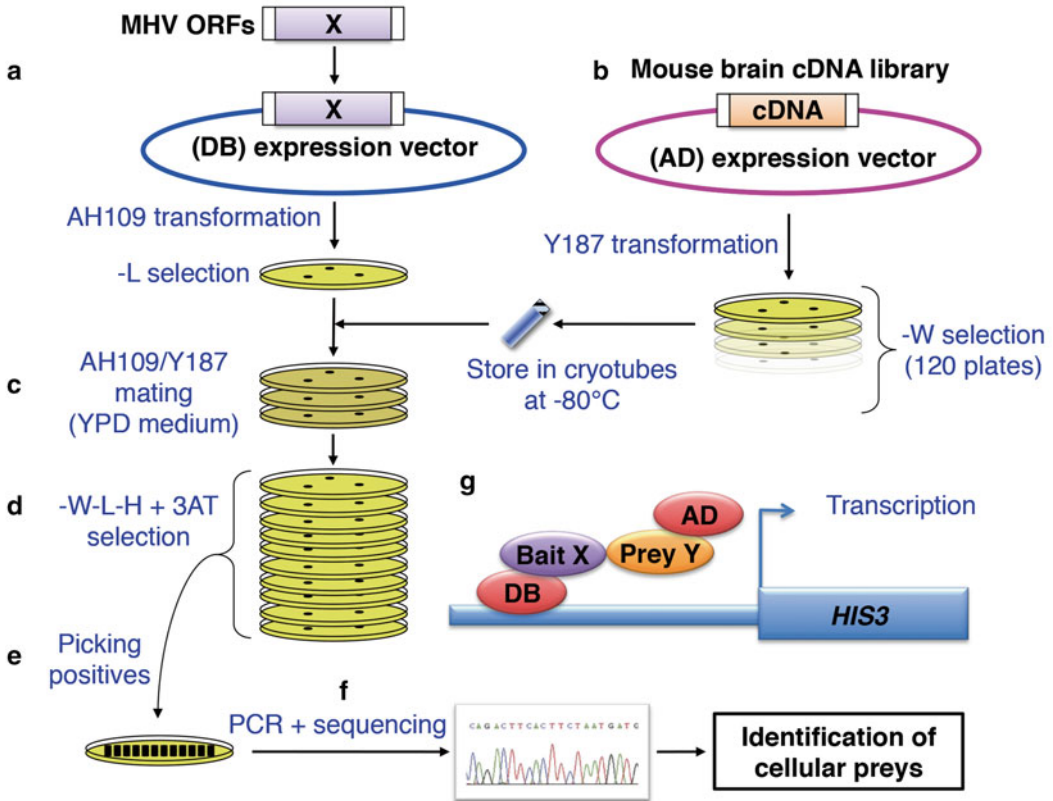 MHV ORFs
X
a
X
(DB) expression vector
b
Mouse brain cDNA library
cDNA
(AD) expression vector
AH109 transformation
-L selection
Y187 transformation
-W selection
(120 plates)
Store in cryotubes
at -80°C
c
AH109/Y187
mating
(YPD medium)
d
-W-L-H + 3AT
selection
g
AD
Bait X
Prey Y
DB
Transcription
HIS3
e
Picking
positives
f
PCR + sequencing
CAGACTTCACTTCTAATGATG
Identification of
cellular preys